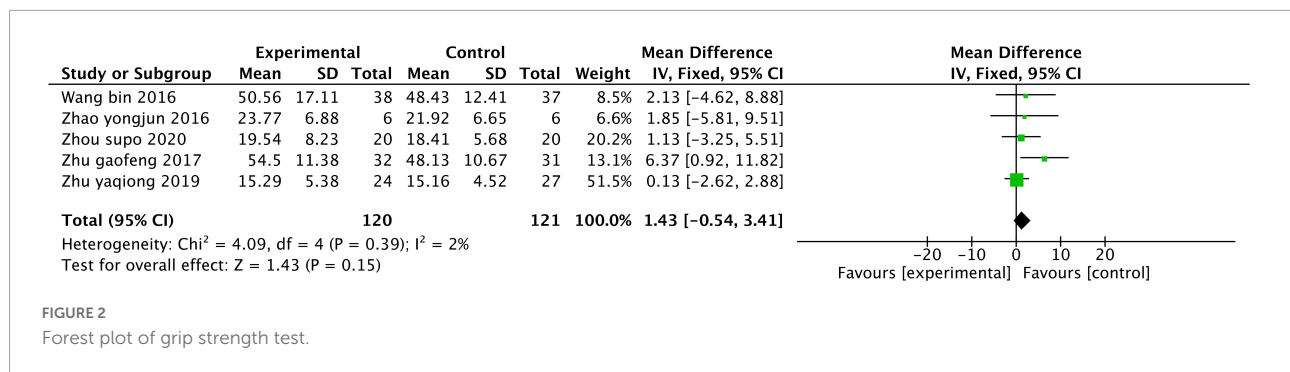 Experimental Control Mean Difference Mean Difference
Study or Subgroup Mean SD Total Mean SD Total Weight IV, Fixed, 95% CI IV, Fixed, 95% CI
Wang bin 2016 50.56 17.11 38 48.43 12.41 37 8.5% 2.13 [-4.62, 8.88]
Zhao yongjun 2016 23.77 6.88 6 21.92 6.65 6 6.6% 1.85 [-5.81, 9.51]
Zhou supo 2020 19.54 8.23 20 18.41 5.68 20 20.2% 1.13 [-3.25, 5.51]
Zhu gaofeng 2017 54.5 11.38 32 48.13 10.67 31 13.1% 6.37 [0.92, 11.82]
Zhu yaqiong 2019 15.29 5.38 24 15.16 4.52 27 51.5% 0.13 [-2.62, 2.88]
Total (95% CI) 120 121 100.0% 1.43 [-0.54, 3.41]
Heterogeneity: Chi² = 4.09, df = 4 (P = 0.39); I² = 2%
Test for overall effect: Z = 1.43 (P = 0.15)
-20 -10 0 10 20
Favours [experimental] Favours [control]
FIGURE 2
Forest plot of grip strength test.